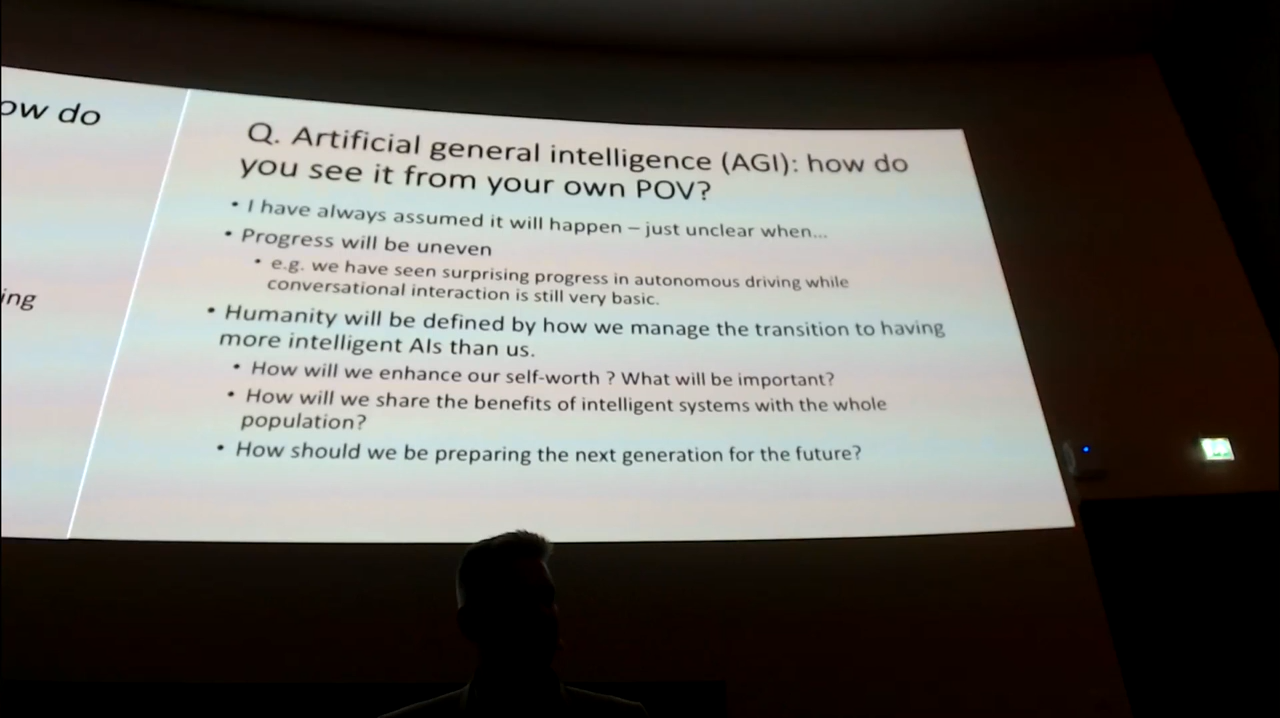 ow do
ing
Q. Artificial general intelligence (AGI): how do
you see it from your own POV?
• I have always assumed it will happen – just unclear when...
• Progress will be uneven
• e.g. we have seen surprising progress in autonomous driving while
conversational interaction is still very basic.
• Humanity will be defined by how we manage the transition to having
more intelligent AIs than us.
• How will we enhance our self-worth ? What will be important?
• How will we share the benefits of intelligent systems with the whole
population?
• How should we be preparing the next generation for the future?